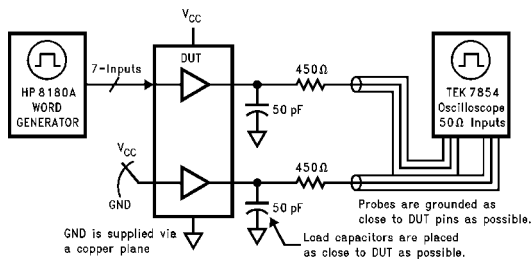 V_CC
DUT
HP 8180A
WORD
GENERATOR
7-Inputs
450Ω
50 pF
TEK 7854
Oscilloscope
50Ω Inputs
V_CC
GND
450Ω
50 pF
GND is supplied via
a copper plane
Probes are grounded as
close to DUT pins as possible.
Load capacitors are placed
as close to DUT as possible.